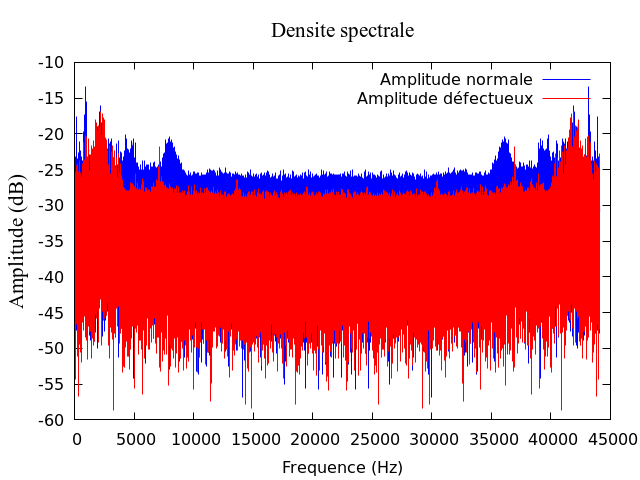 Densite spectrale
Amplitude normale
Amplitude défectueux
Amplitude (dB)
-10
-15
-20
-25
-30
-35
-40
-45
-50
-55
-60
0 5000 10000 15000 20000 25000 30000 35000 40000 45000
Frequence (Hz)